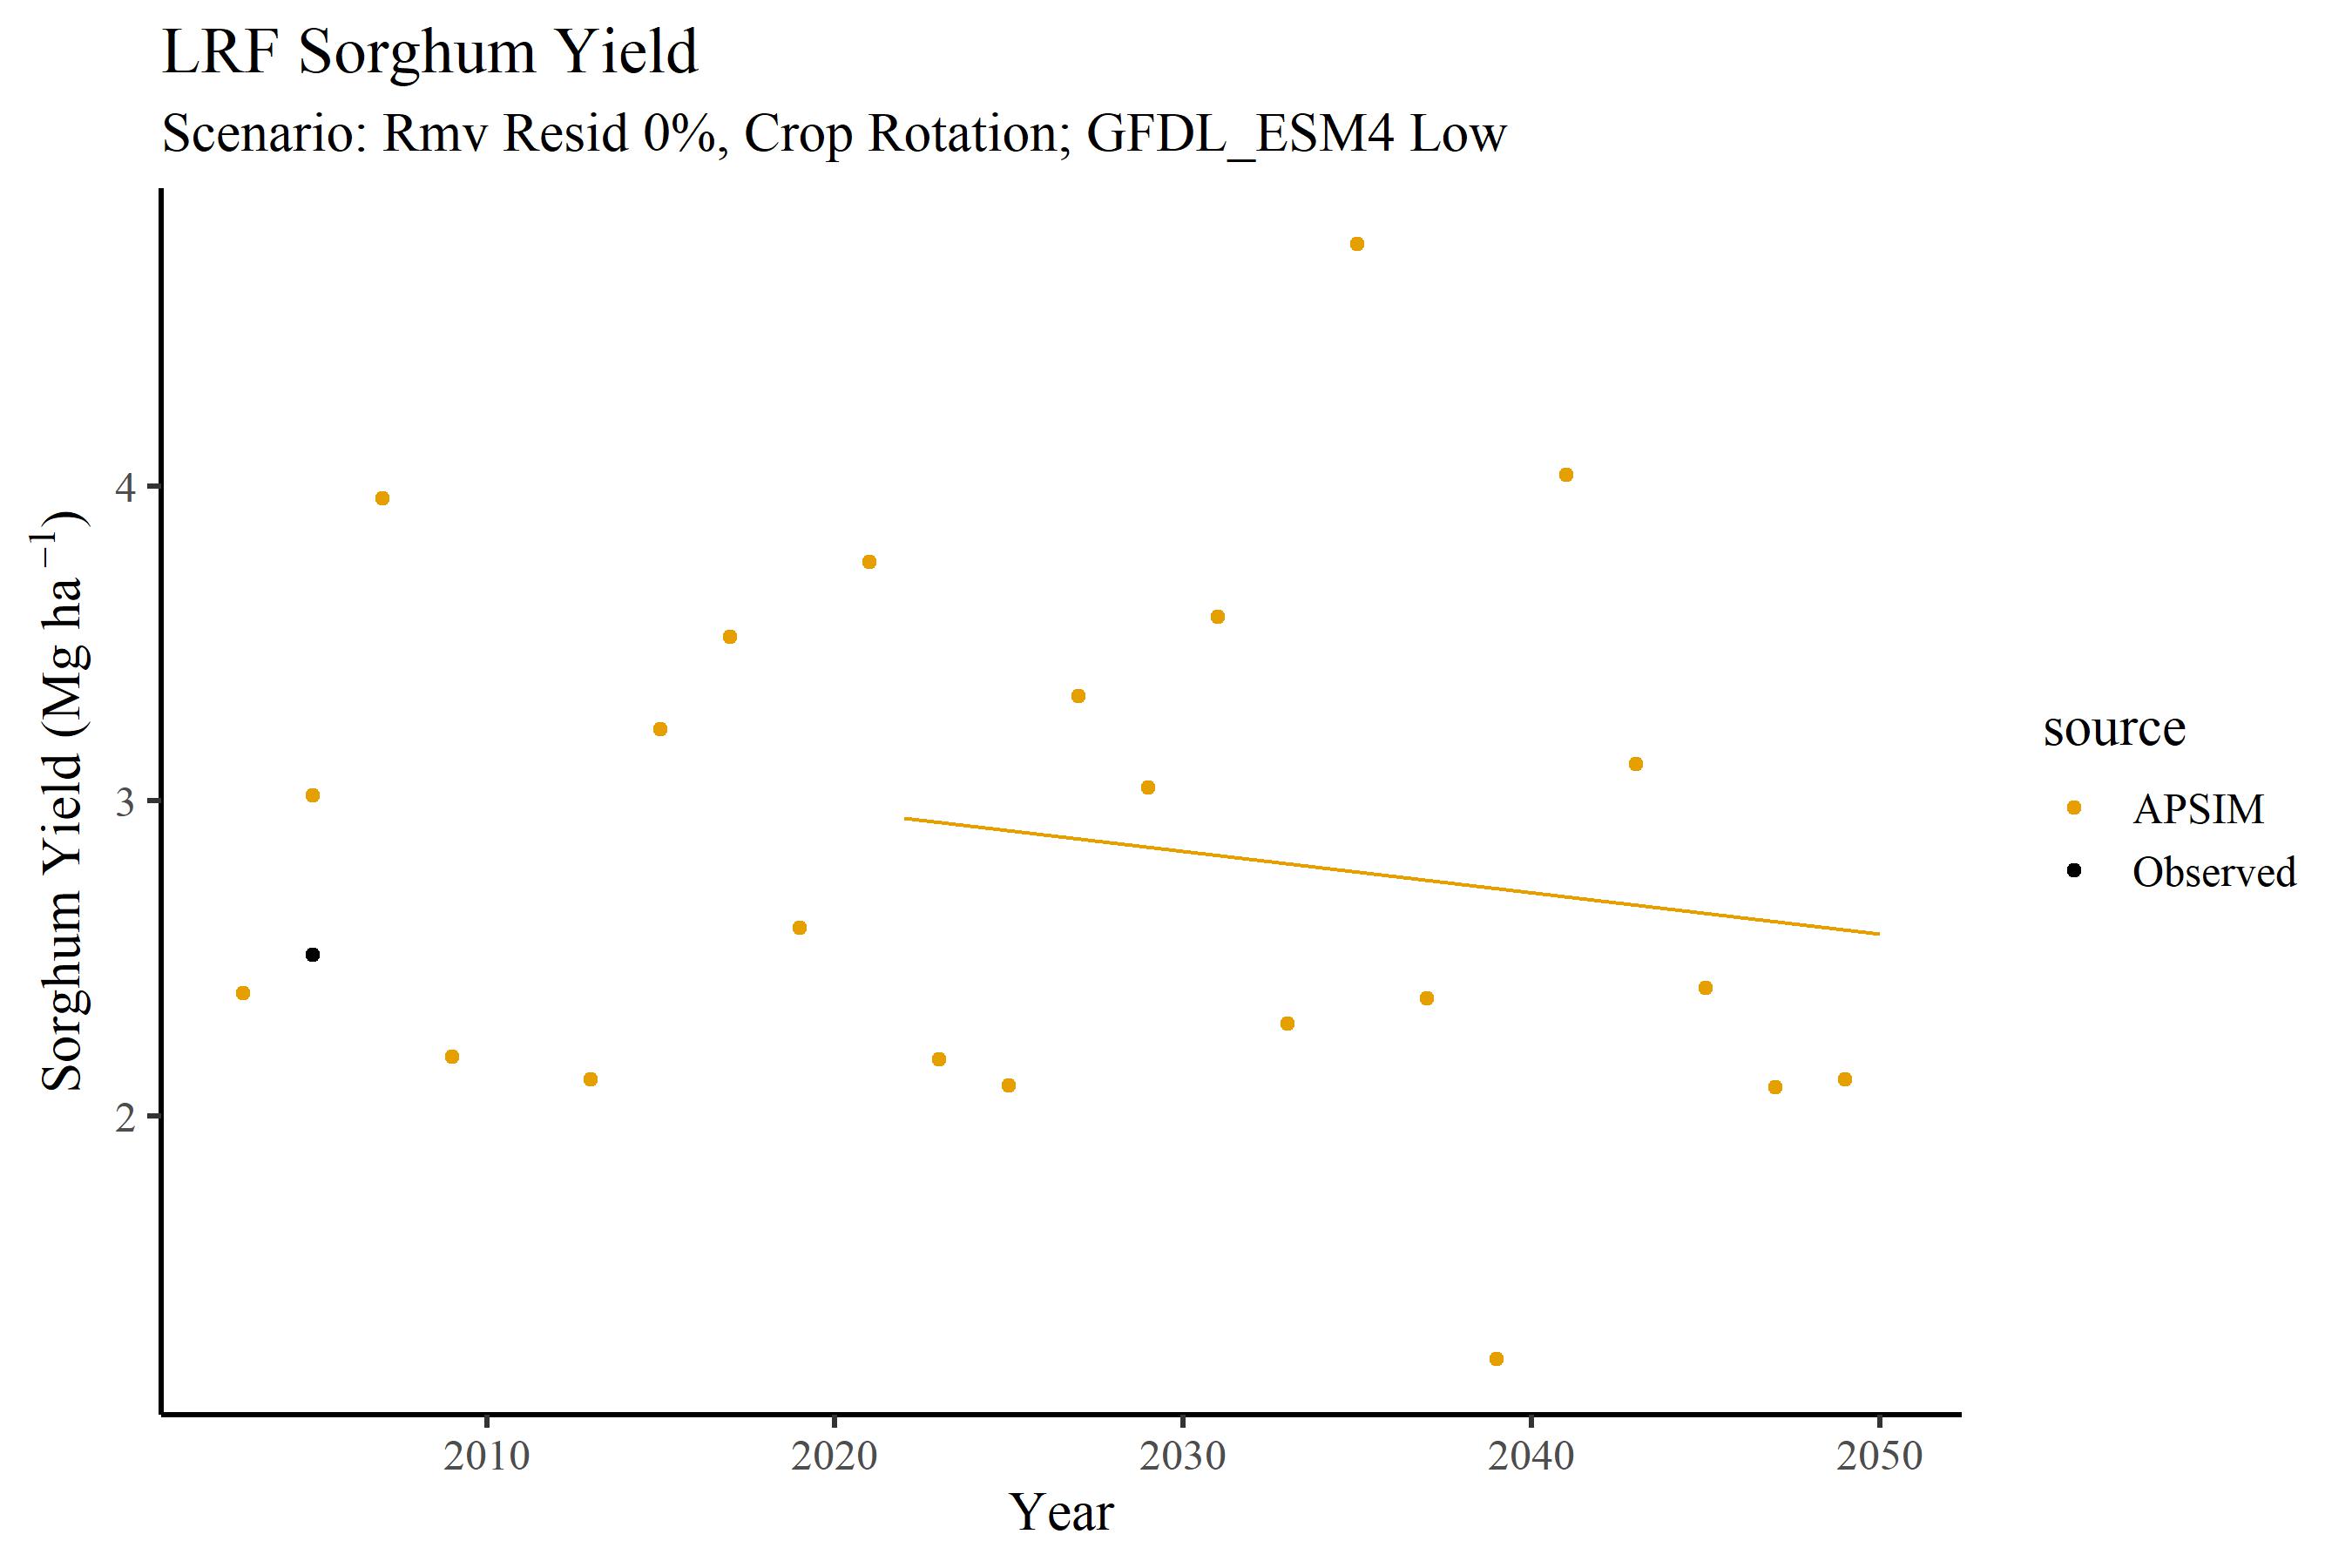 LRF Sorghum Yield
Scenario: Rmv Resid 0%, Crop Rotation; GFDL_ESM4 Low
Sorghum Yield (Mg ha⁻¹)
4
3
2
2010 2020 2030 2040 2050
Year
source
APSIM
Observed